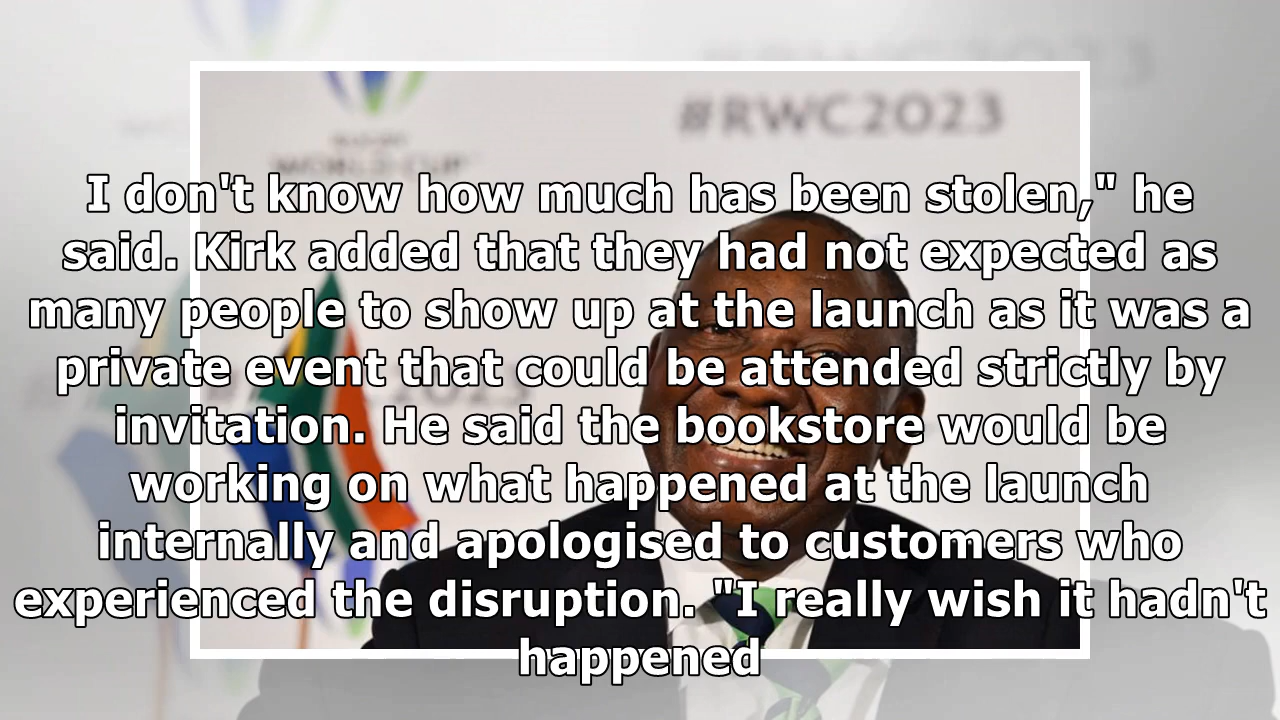 #RWC2023
WORLD CUP
I don't know how much has been stolen," he
said. Kirk added that they had not expected as
many people to show up at the launch as it was a
private event that could be attended strictly by
invitation. He said the bookstore would be
working on what happened at the launch
internally and apologised to customers who
experienced the disruption. "I really wish it hadn't
happened